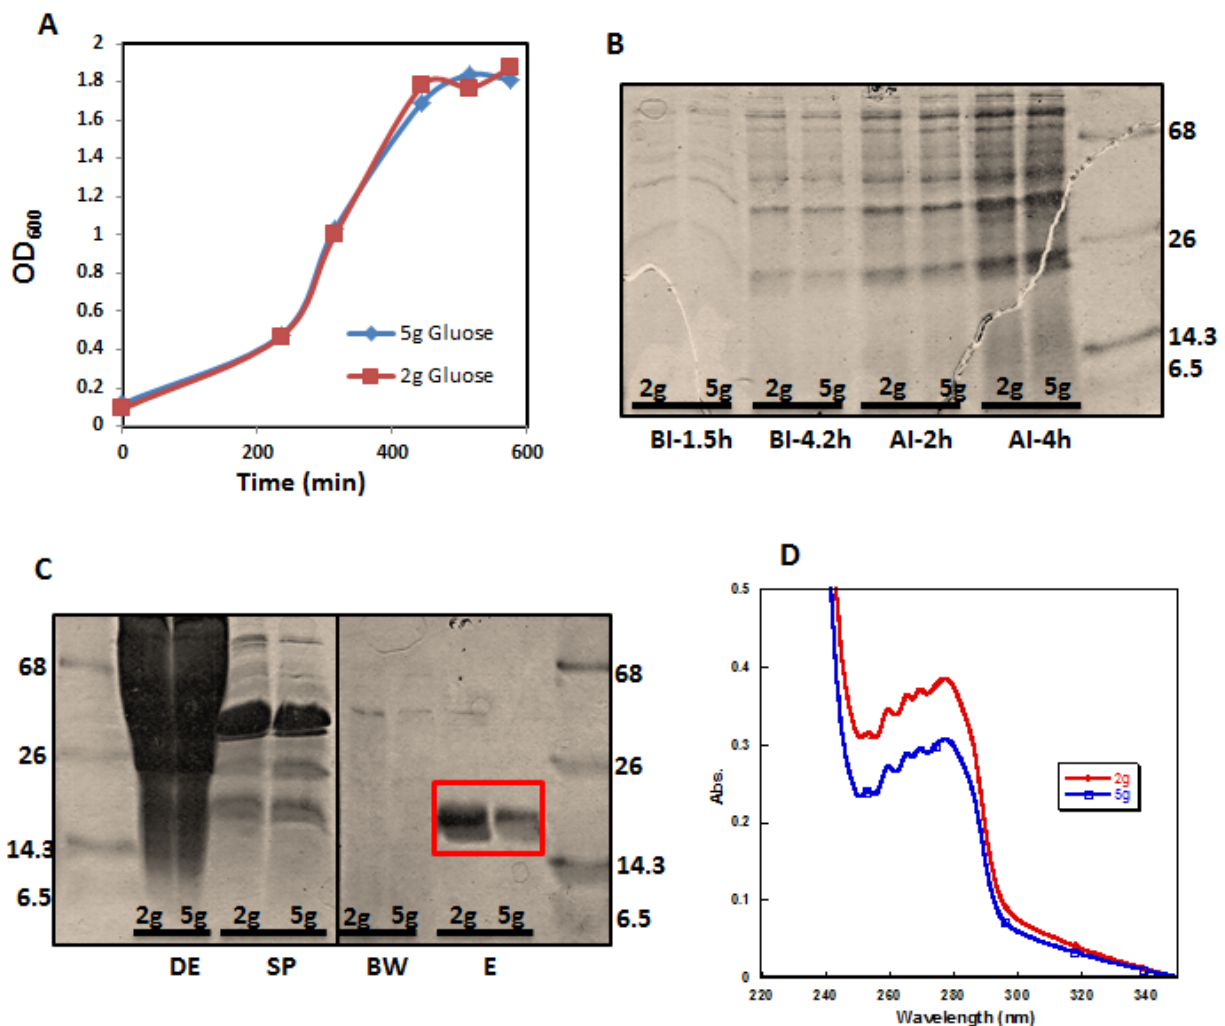 A
2
1.8
1.6
1.4
1.2
1
0.8
0.6
0.4
0.2
0
OD600
5g Gluose
2g Gluose
0 200 400 600
Time (min)
B
68
26
14.3
6.5
2g 5g 2g 5g 2g 5g 2g 5g
BI-1.5h BI-4.2h AI-2h AI-4h
C
68
26
14.3
6.5
68
26
14.3
6.5
2g 5g 2g 5g 2g 5g 2g 5g
DE SP BW E
D
0.5
0.4
0.3
0.2
0.1
0
Abs.
2g
5g
220 240 260 280 300 320 340
Wavelength (nm)